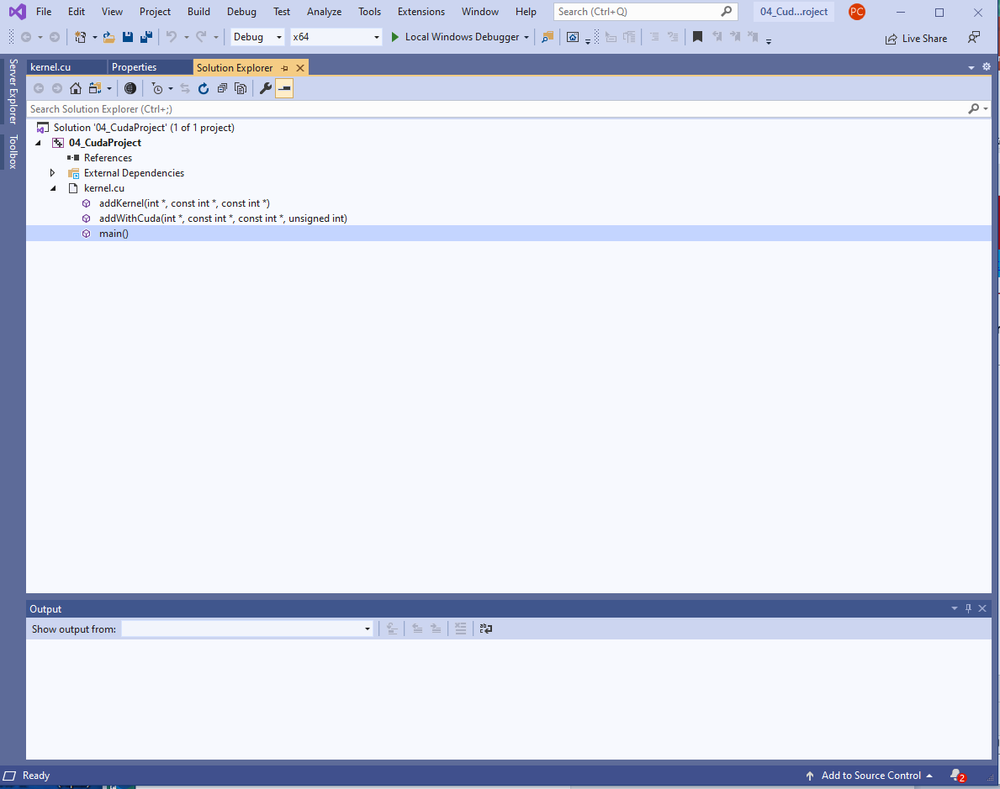 File Edit View Project Build Debug Test Analyze Tools Extensions Window Help Search (Ctrl+Q) 04_Cud...roject PC
Debug x64 Local Windows Debugger Live Share
kernel.cu Properties Solution Explorer
Server Explorer
Toolbox
Search Solution Explorer (Ctrl+;)
Solution '04_CudaProject' (1 of 1 project)
04_CudaProject
References
External Dependencies
kernel.cu
addKernel(int *, const int *, const int *)
addWithCuda(int *, const int *, const int *, unsigned int)
main()
Output
Show output from:
Ready Add to Source Control 2